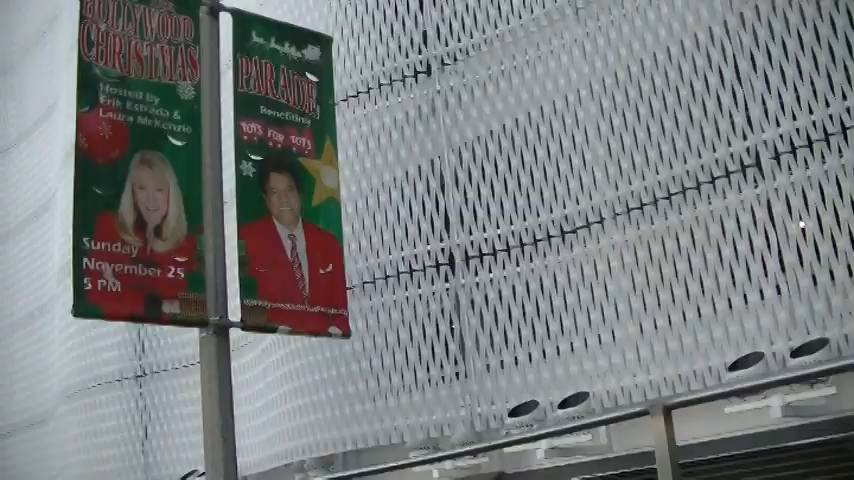 HOLLYWOOD
CHRISTMAS
Hosted by
Erik Estrada &
Laura McKenzie
Sunday
November 25
5 PM
PARADE
Benefiting
TOYS FOR TOTS